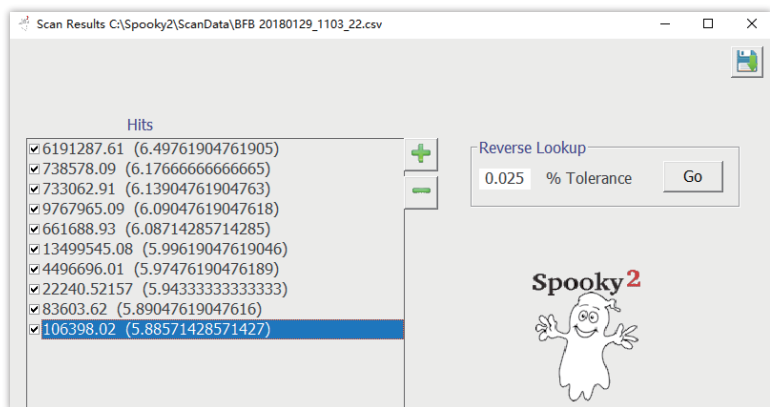 Scan Results C:\Spooky2\ScanData\BFB 20180129_1103_22.csv
Hits
6191287.61 (6.49761904761905)
738578.09 (6.17666666666665)
733062.91 (6.13904761904763)
9767965.09 (6.09047619047618)
661688.93 (6.08714285714285)
13499545.08 (5.99619047619046)
4496696.01 (5.97476190476189)
22240.52157 (5.94333333333333)
83603.62 (5.89047619047616)
106398.02 (5.88571428571427)
Reverse Lookup
0.025 % Tolerance Go
Spooky2